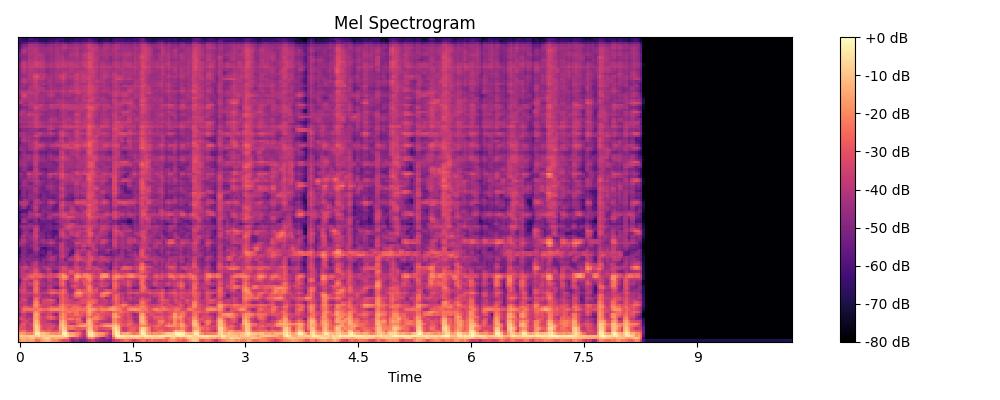 Mel Spectrogram
+0 dB
-10 dB
-20 dB
-30 dB
-40 dB
-50 dB
-60 dB
-70 dB
-80 dB
0 1.5 3 4.5 6 7.5 9
Time